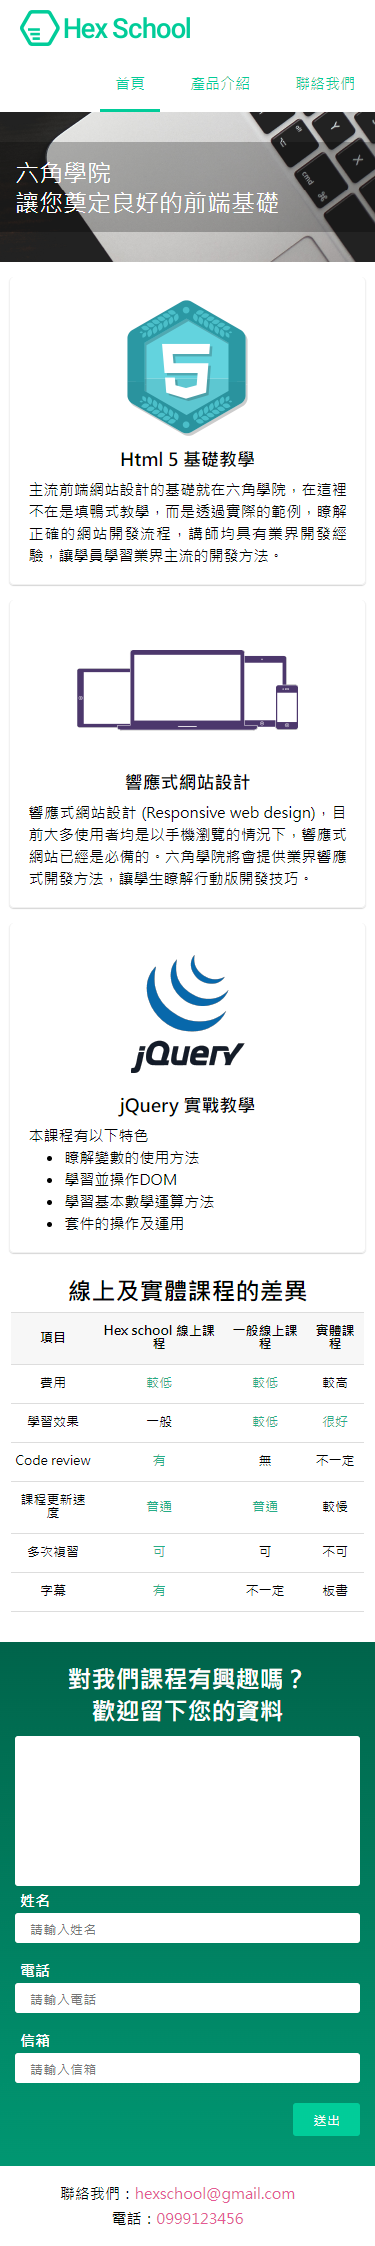 Hex School
首頁 產品介紹 聯絡我們
六角學院
讓您奠定良好的前端基礎
5
Html 5 基礎教學
主流前端網站設計的基礎就在六角學院，在這裡
不在是填鴨式教學，而是透過實際的範例，瞭解
正確的網站開發流程，講師均具有業界開發經
驗，讓學員學習業界主流的開發方法。
響應式網站設計
響應式網站設計 (Responsive web design)，目
前大多使用者均是以手機瀏覽的情況下，響應式
網站已經是必備的。六角學院將會提供業界響應
式開發方法，讓學生瞭解行動版開發技巧。
jQuery
jQuery 實戰教學
本課程有以下特色
• 瞭解變數的使用方法
• 學習並操作DOM
• 學習基本數學運算方法
• 套件的操作及運用
線上及實體課程的差異
項目 Hex school 線上課程 一般線上課程 實體課程
費用 較低 較低 較高
學習效果 一般 較低 很好
Code review 有 無 不一定
課程更新速度 普通 普通 較慢
多次複習 可 可 不可
字幕 有 不一定 板書
對我們課程有興趣嗎？
歡迎留下您的資料
姓名
請輸入姓名
電話
請輸入電話
信箱
請輸入信箱
送出
聯絡我們：hexschool@gmail.com
電話：0999123456